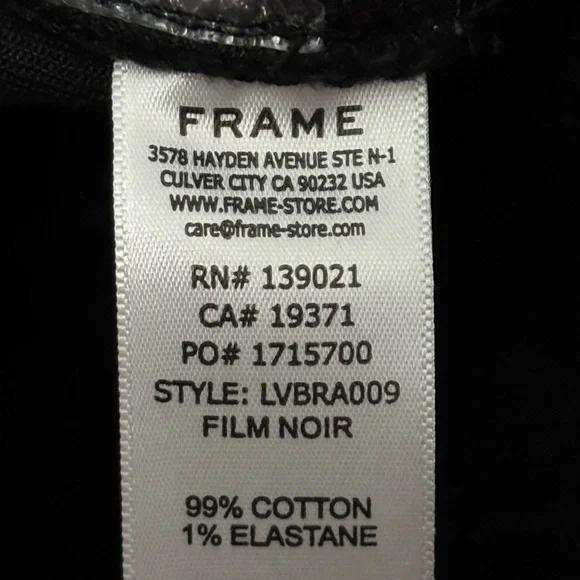 FRAME
3578 HAYDEN AVENUE STE N-1
CULVER CITY CA 90232 USA
WWW.FRAME-STORE.COM
care@frame-store.com
RN# 139021
CA# 19371
PO# 1715700
STYLE: LVBRA009
FILM NOIR
99% COTTON
1% ELASTANE